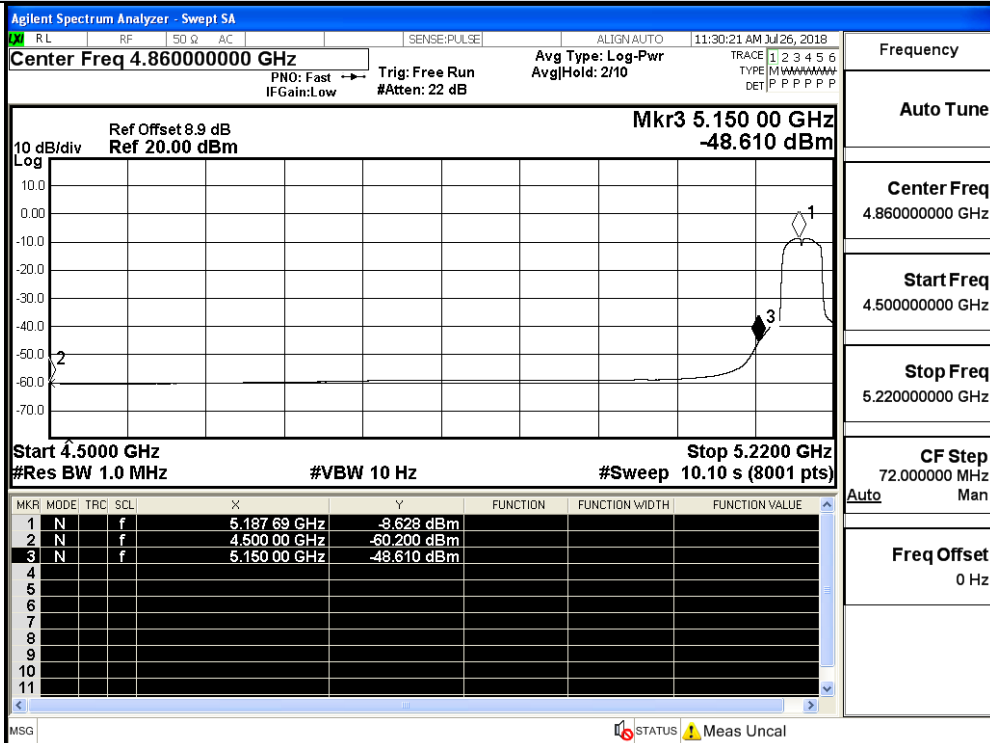 Agilent Spectrum Analyzer - Swept SA
LXI RL RF 50 Ω AC SENSE:PULSE ALIGN AUTO 11:30:21 AM Jul 26, 2018
Center Freq 4.860000000 GHz
PNO: Fast
IFGain:Low
Trig: Free Run
#Atten: 22 dB
Avg Type: Log-Pwr
Avg|Hold: 2/10
TRACE 1 2 3 4 5 6
TYPE M WWWWW
DET P P P P P P
Mkr3 5.150 00 GHz
-48.610 dBm
Ref Offset 8.9 dB
10 dB/div Ref 20.00 dBm
Log
10.0
0.00
-10.0
-20.0
-30.0
-40.0
-50.0
-60.0
-70.0
1
2
3
Start 4.5000 GHz Stop 5.2200 GHz
#Res BW 1.0 MHz #VBW 10 Hz #Sweep 10.10 s (8001 pts)
MKR MODE TRC SCL X Y FUNCTION FUNCTION WIDTH FUNCTION VALUE
1 N f 5.187 69 GHz -8.628 dBm
2 N f 4.500 00 GHz -60.200 dBm
3 N f 5.150 00 GHz -48.610 dBm
4
5
6
7
8
9
10
11
MSG STATUS Meas Uncal
Frequency
Auto Tune
Center Freq
4.860000000 GHz
Start Freq
4.500000000 GHz
Stop Freq
5.220000000 GHz
CF Step
72.000000 MHz
Auto Man
Freq Offset
0 Hz